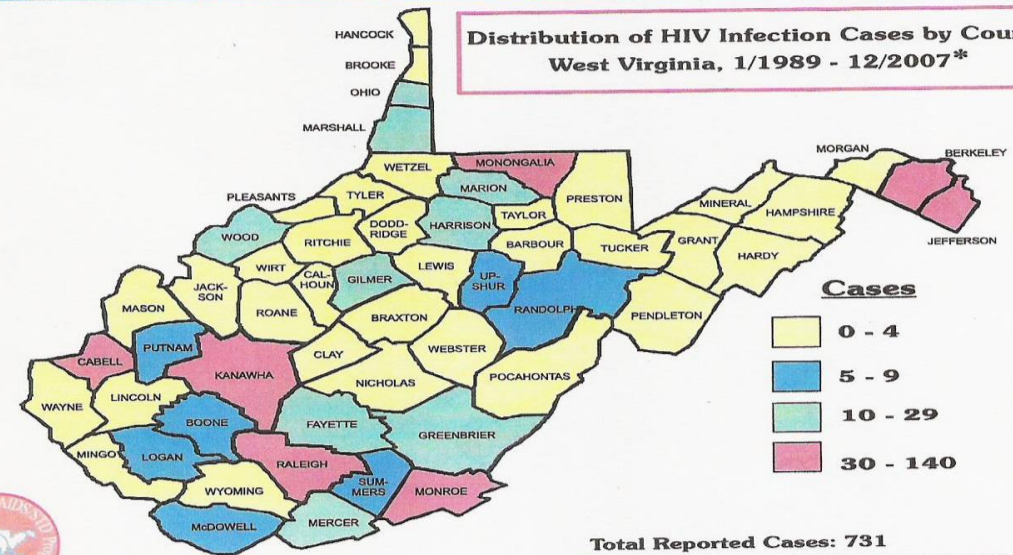 Distribution of HIV Infection Cases by
West Virginia, 1/1989 - 12/2007*
HANCOCK
BROOKE
OHIO
MARSHALL
WETZEL
MONONGALIA
MORGAN
BERKELEY
JEFFERSON
PLEASANTS
TYLER
MARION
PRESTON
MINERAL
HAMPSHIRE
WOOD
RITCHIE
DODD-
RIDGE
HARRISON
TAYLOR
BARBOUR
TUCKER
GRANT
HARDY
WIRT
CAL-
HOUN
GILMER
LEWIS
UP-
SHUR
RANDOLPH
PENDLETON
MASON
JACK-
SON
ROANE
BRAXTON
WEBSTER
POCAHONTAS
CABELL
PUTNAM
KANAWHA
CLAY
NICHOLAS
WAYNE
LINCOLN
BOONE
FAYETTE
GREENBRIER
MINGO
LOGAN
RALEIGH
SUM-
MERS
MONROE
WYOMING
McDOWELL
MERCER
Cases
0 - 4
5 - 9
10 - 29
30 - 140
Total Reported Cases: 731